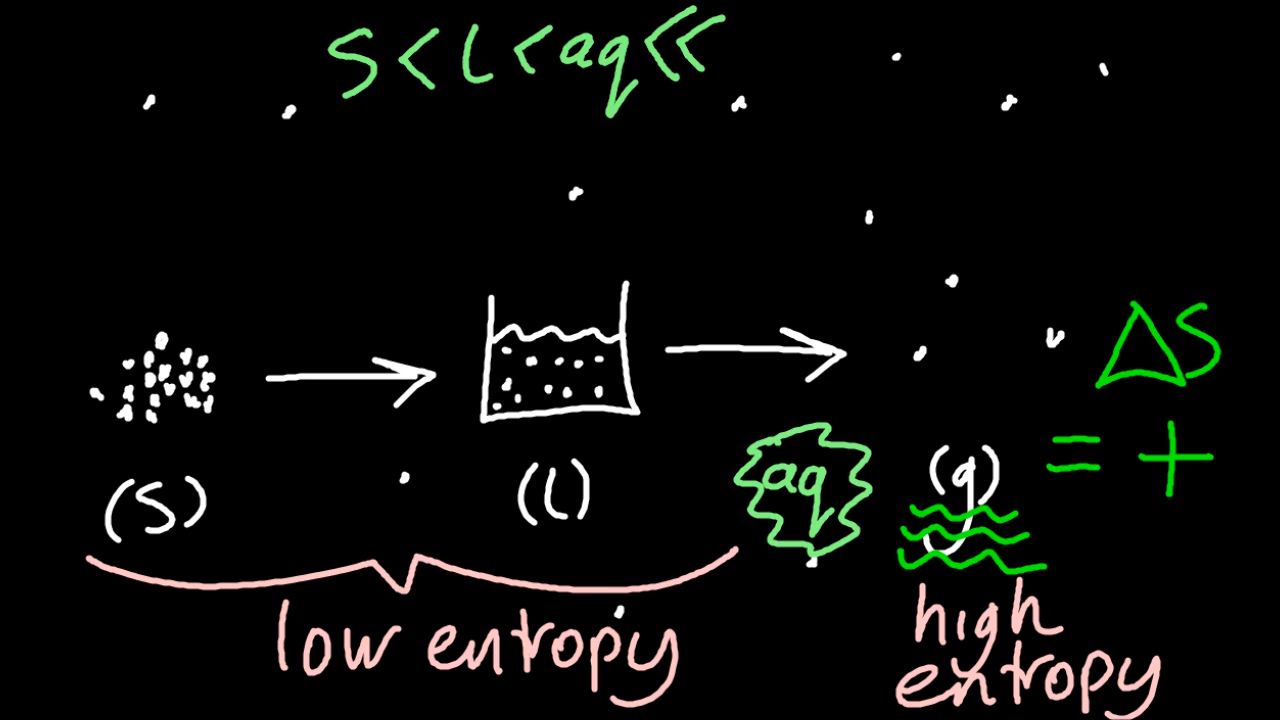 S < L < aq <<
ΔS
= +
(S)
(L)
aq
(g)
low entropy
high
entropy